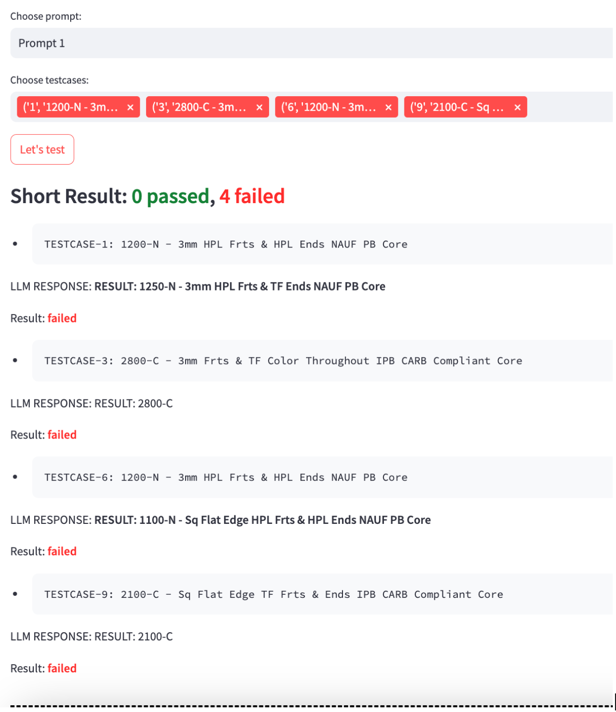 Choose prompt:
Prompt 1
Choose testcases:
('1', '1200-N - 3m... × ('3', '2800-C - 3m... × ('6', '1200-N - 3m... × ('9', '2100-C - Sq ... ×
Let's test
Short Result: 0 passed, 4 failed
• TESTCASE-1: 1200-N - 3mm HPL Frts & HPL Ends NAUF PB Core
LLM RESPONSE: RESULT: 1250-N - 3mm HPL Frts & TF Ends NAUF PB Core
Result: failed
• TESTCASE-3: 2800-C - 3mm Frts & TF Color Throughout IPB CARB Compliant Core
LLM RESPONSE: RESULT: 2800-C
Result: failed
• TESTCASE-6: 1200-N - 3mm HPL Frts & HPL Ends NAUF PB Core
LLM RESPONSE: RESULT: 1100-N - Sq Flat Edge HPL Frts & HPL Ends NAUF PB Core
Result: failed
• TESTCASE-9: 2100-C - Sq Flat Edge TF Frts & Ends IPB CARB Compliant Core
LLM RESPONSE: RESULT: 2100-C
Result: failed